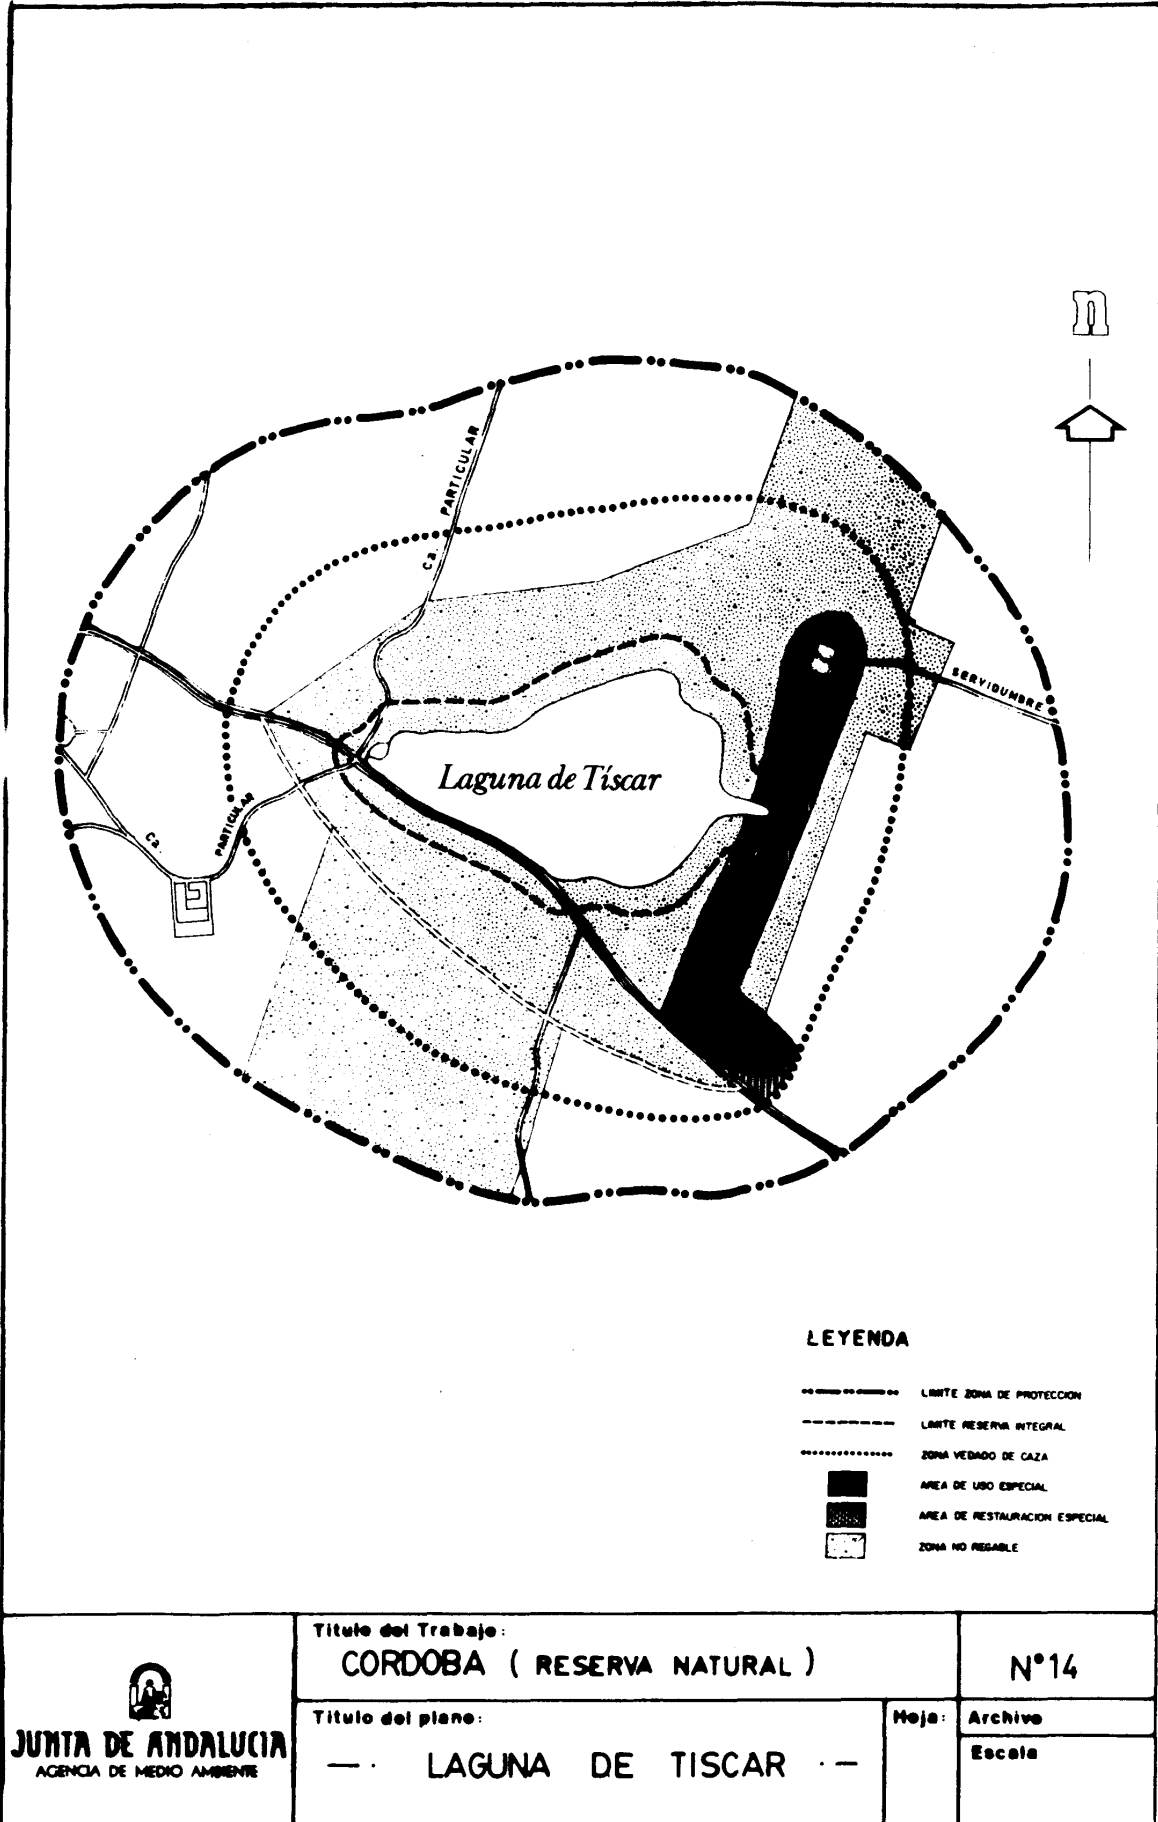 n
Ca. PARTICULAR
SERVIDUMBRE
Laguna de Tíscar
Ca. PARTICULAR
LEYENDA
LIMITE ZONA DE PROTECCION
LIMITE RESERVA INTEGRAL
ZONA VEDADO DE CAZA
AREA DE USO ESPECIAL
AREA DE RESTAURACION ESPECIAL
ZONA NO REGABLE
JUNTA DE ANDALUCIA
AGENCIA DE MEDIO AMBIENTE
Titulo del Trabajo:
CORDOBA ( RESERVA NATURAL )
Nº14
Titulo del plano:
—· LAGUNA DE TISCAR ·—
Hoja:
Archivo
Escala